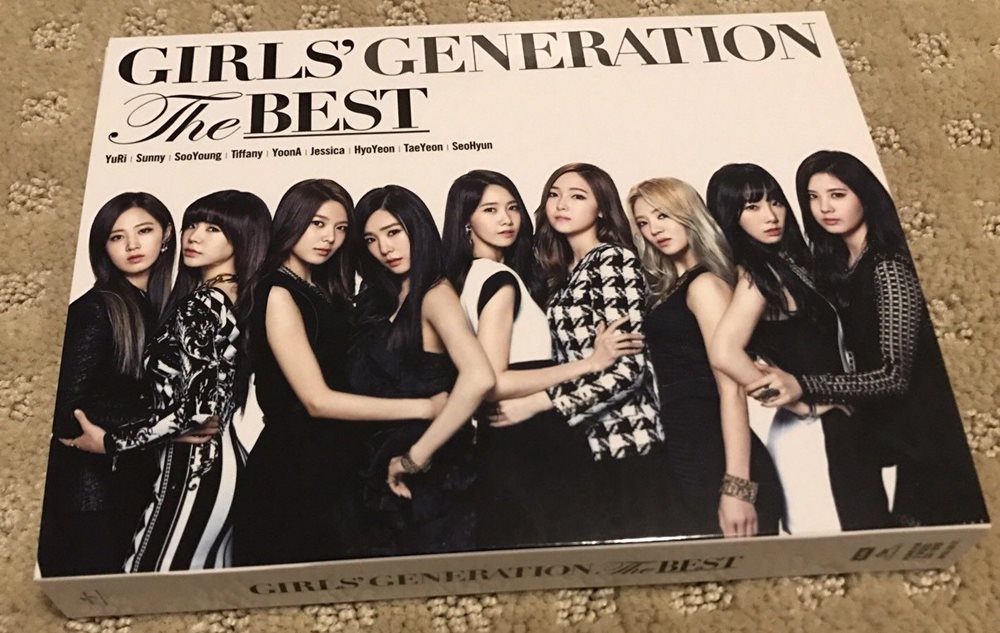 GIRLS' GENERATION
The BEST
YuRi | Sunny | SooYoung | Tiffany | YoonA | Jessica | HyoYeon | TaeYeon | SeoHyun
GIRLS' GENERATION The BEST